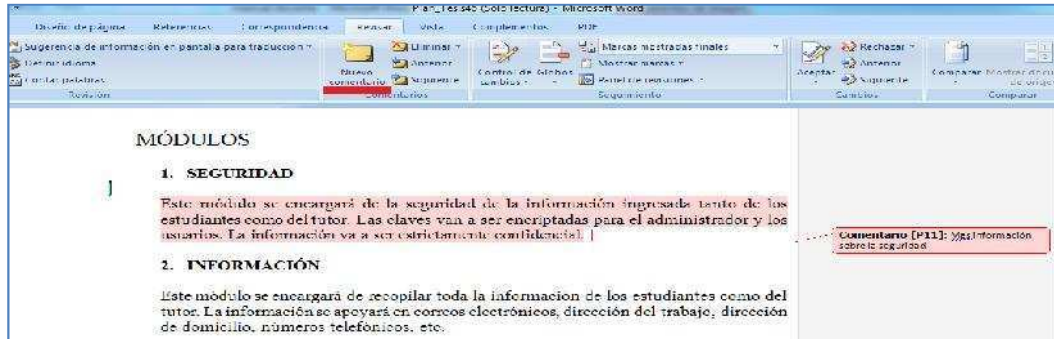 Plan_Tesis45 (Solo lectura) - Microsoft Word
Diseño de página Referencias Correspondencia Revisar Vista Complementos PDF
Sugerencia de información en pantalla para traducción
Definir idioma
Contar palabras
Revisión
Nuevo comentario
Eliminar
Anterior
Siguiente
Comentarios
Control de cambios
Globos
Marcas mostradas finales
Mostrar marcas
Panel de revisiones
Seguimiento
Aceptar
Rechazar
Anterior
Siguiente
Cambios
Comparar
Mostrar
Comparar
MÓDULOS
1. SEGURIDAD
Este módulo se encargará de la seguridad de la información ingresada tanto de los
estudiantes como del tutor. Las claves van a ser encriptadas para el administrador y los
usuarios. La información va a ser estrictamente confidencial.
Comentario [P11]: Mas información
sobre la seguridad
2. INFORMACIÓN
Este módulo se encargará de recopilar toda la informacion de los estudiantes como del
tutor. La información se apoyará en correos electrónicos, dirección del trabajo, dirección
de domicilio, números telefónicos, etc.